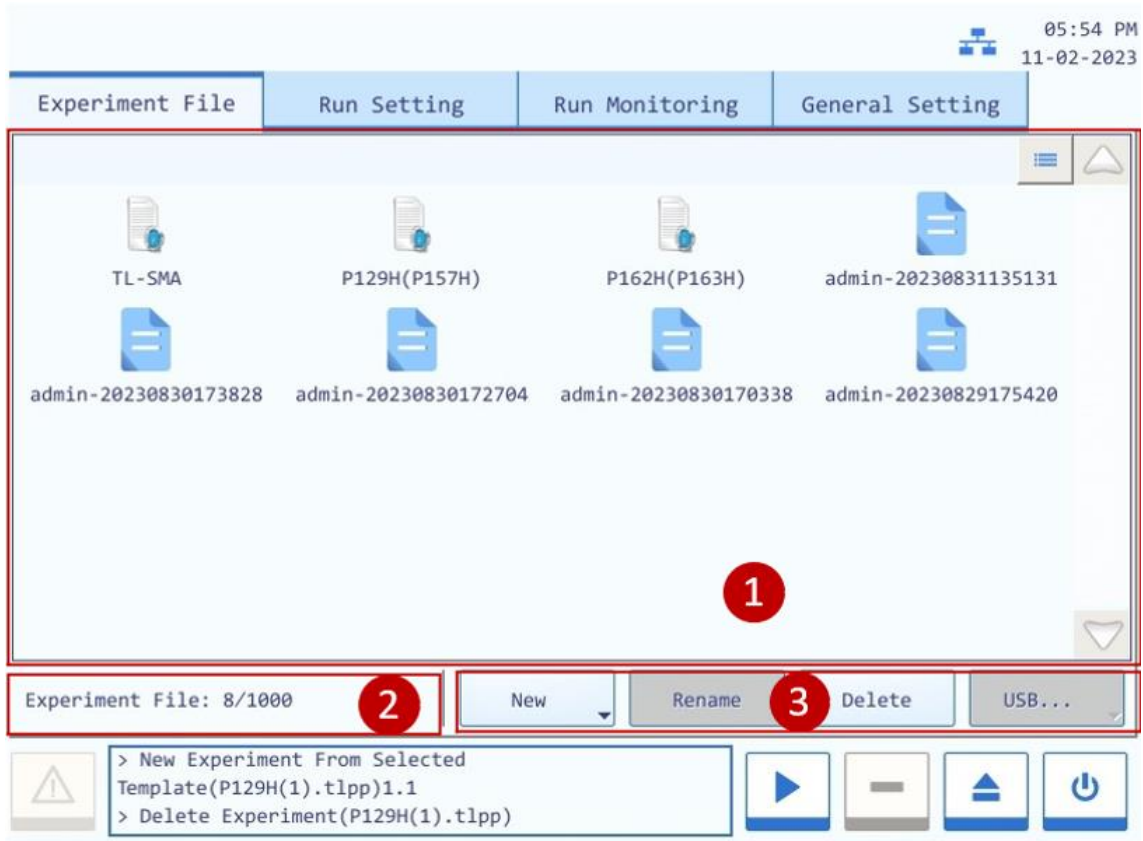 05:54 PM
11-02-2023
Experiment File
Run Setting
Run Monitoring
General Setting
TL-SMA
P129H(P157H)
P162H(P163H)
admin-20230831135131
admin-20230830173828
admin-20230830172704
admin-20230830170338
admin-20230829175420
1
Experiment File: 8/1000
2
New
Rename
3
Delete
USB...
> New Experiment From Selected
Template(P129H(1).tlpp)1.1
> Delete Experiment(P129H(1).tlpp)